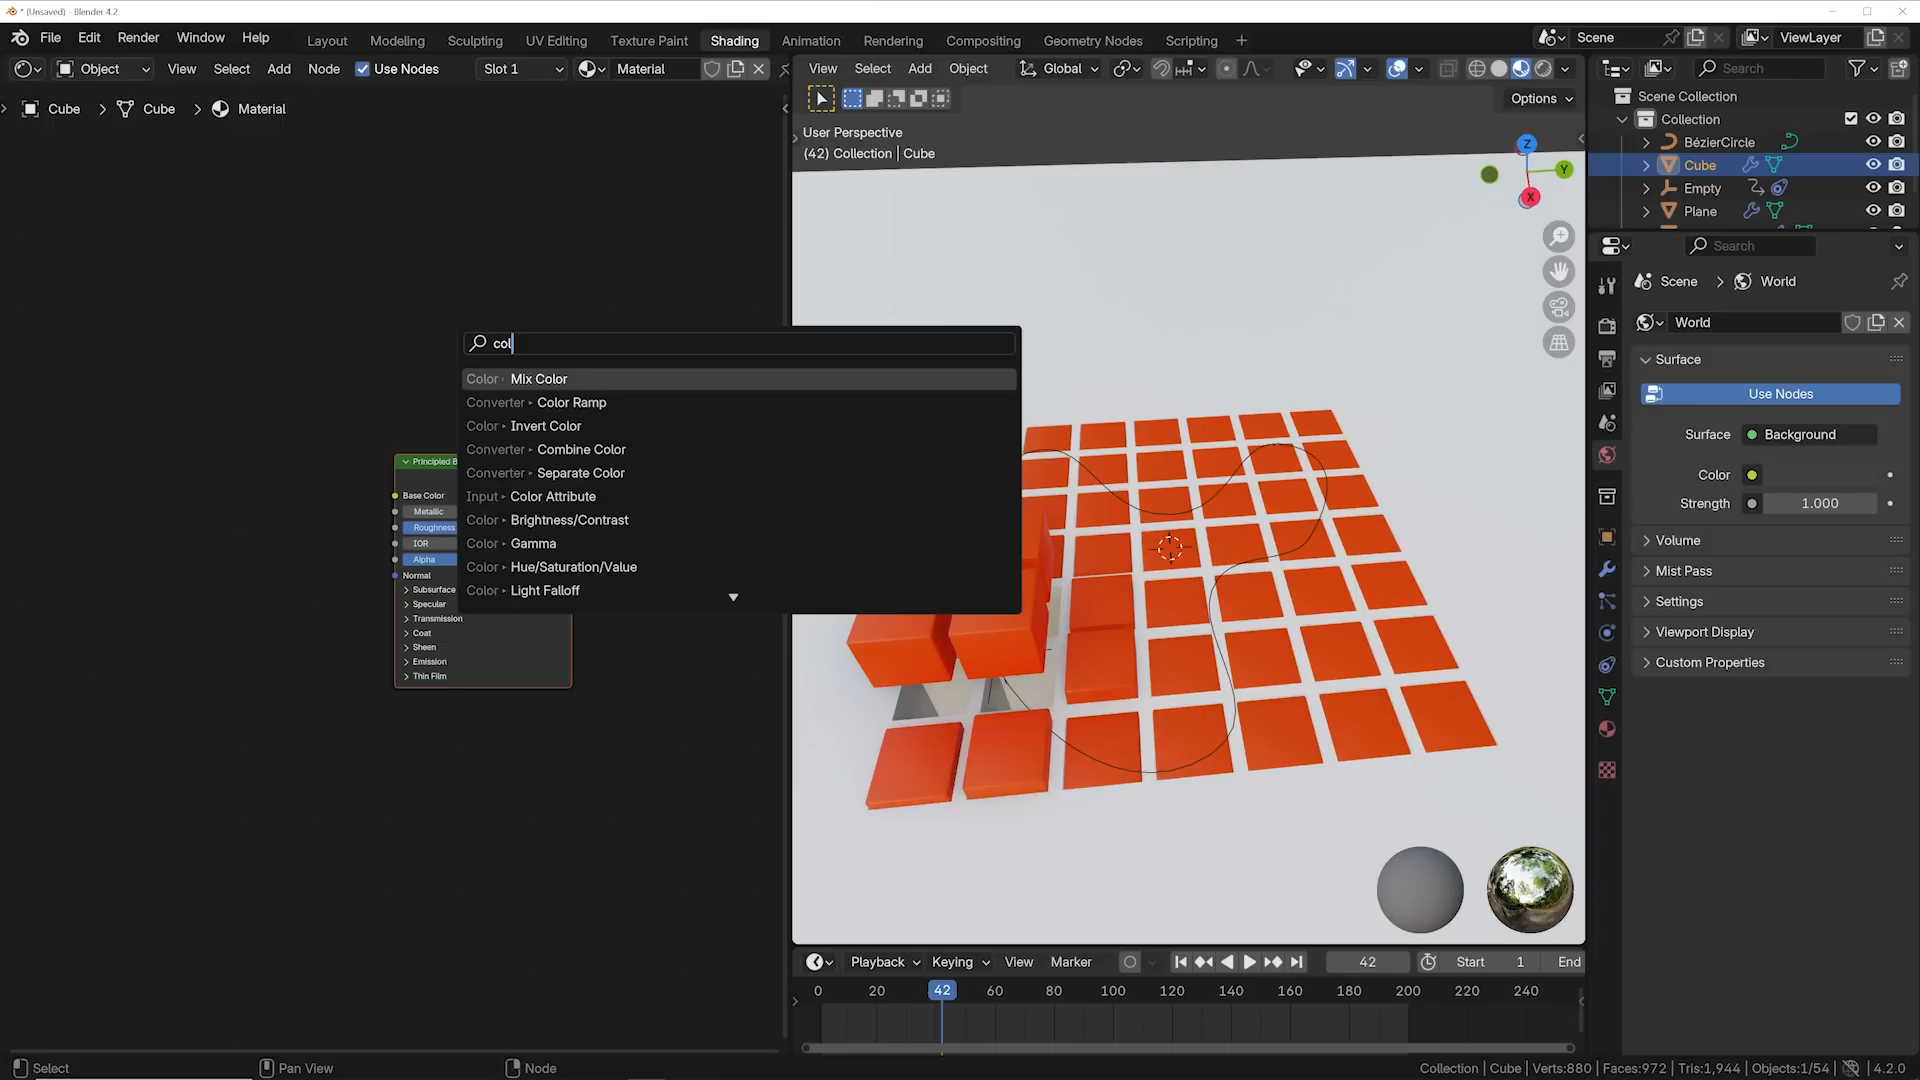 * (Unsaved) - Blender 4.2
File Edit Render Window Help
Layout Modeling Sculpting UV Editing Texture Paint Shading Animation Rendering Compositing Geometry Nodes Scripting +
Scene
ViewLayer
Object View Select Add Node Use Nodes Slot 1 Material
View Select Add Object Global
Search
Options
Cube > Cube > Material
User Perspective
(42) Collection | Cube
Z
Y
X
Scene Collection
Collection
BézierCircle
Cube
Empty
Plane
Search
Scene > World
World
Surface
Use Nodes
Surface Background
Color
Strength 1.000
Volume
Mist Pass
Settings
Viewport Display
Custom Properties
col
Color Mix Color
Converter Color Ramp
Color Invert Color
Converter Combine Color
Converter Separate Color
Input Color Attribute
Color Brightness/Contrast
Color Gamma
Color Hue/Saturation/Value
Color Light Falloff
Principled B
Base Color
Metallic
Roughness
IOR
Alpha
Normal
Subsurface
Specular
Transmission
Coat
Sheen
Emission
Thin Film
Playback Keying View Marker 42 Start 1 End
0 20 42 60 80 100 120 140 160 180 200 220 240
Select Pan View Node
Collection | Cube | Verts:880 | Faces:972 | Tris:1,944 | Objects:1/54 | 4.2.0